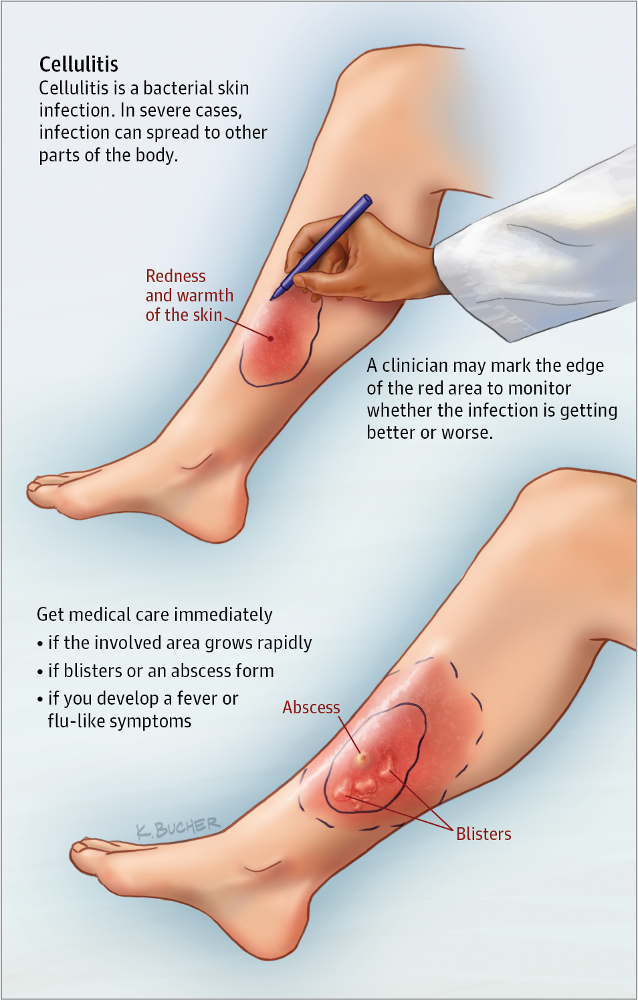 Cellulitis
Cellulitis is a bacterial skin
infection. In severe cases,
infection can spread to other
parts of the body.
Redness
and warmth
of the skin
A clinician may mark the edge
of the red area to monitor
whether the infection is getting
better or worse.
Get medical care immediately
• if the involved area grows rapidly
• if blisters or an abscess form
• if you develop a fever or
flu-like symptoms
Abscess
Blisters
K. BUCHER